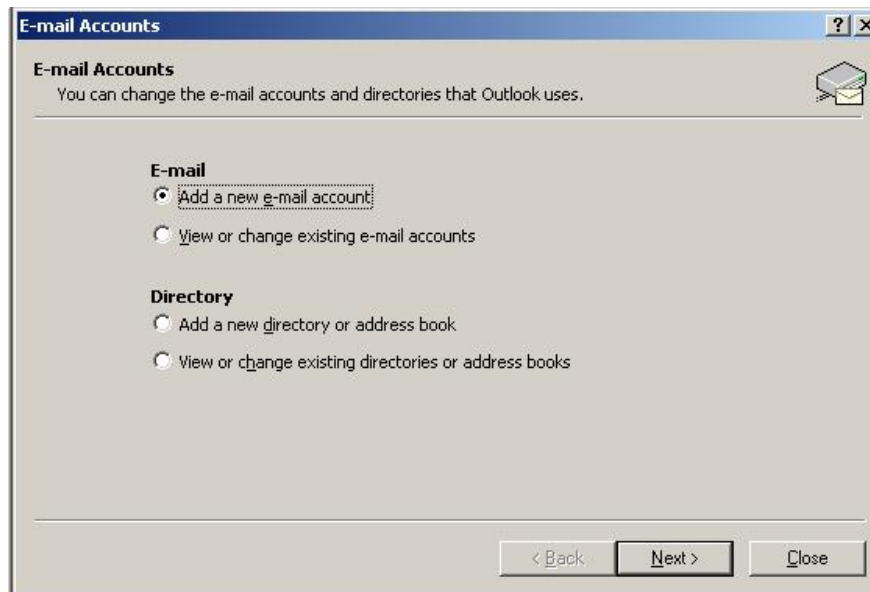 E-mail Accounts
E-mail Accounts
You can change the e-mail accounts and directories that Outlook uses.
E-mail
Add a new e-mail account
View or change existing e-mail accounts
Directory
Add a new directory or address book
View or change existing directories or address books
< Back Next > Close